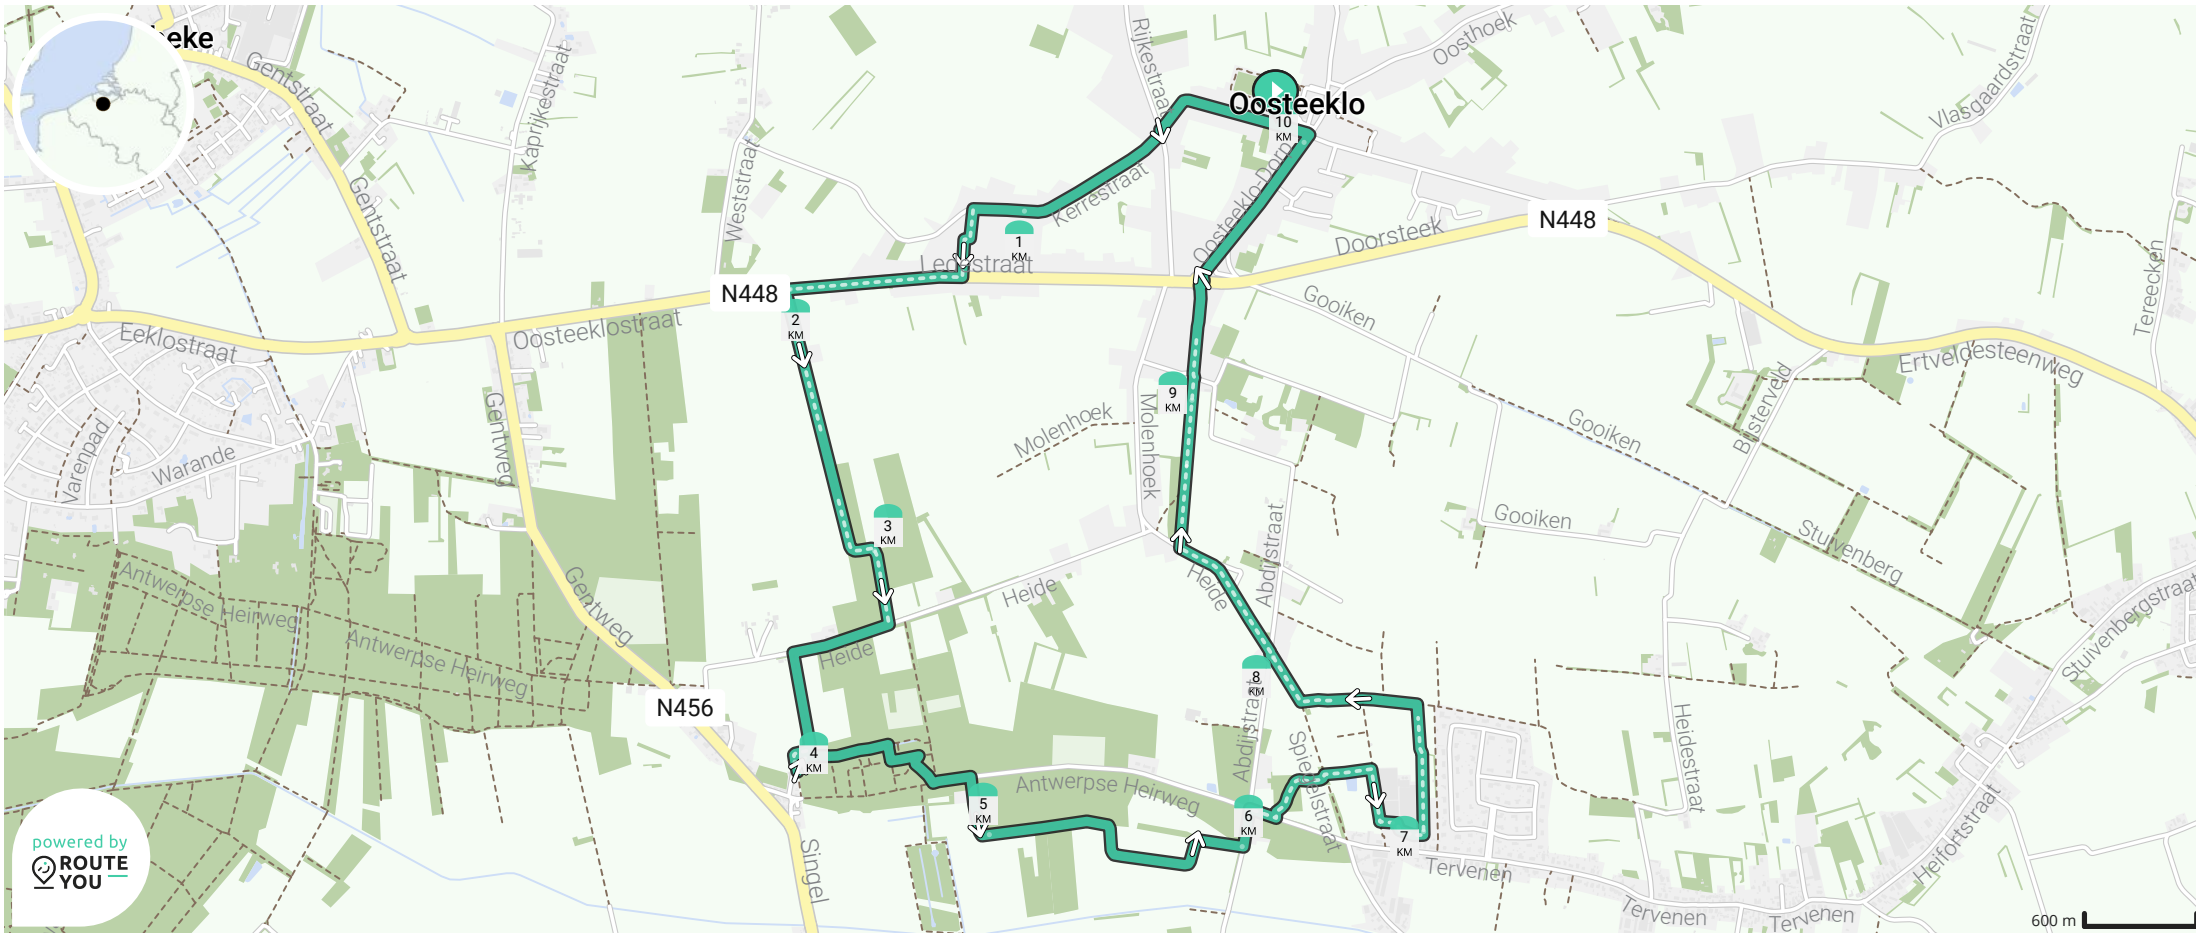 eke
Gentstraat
Kaprijkestraat
Rijkestraat
Oosthoek
Vlasgaardstraat
Oosteeklo
10
KM
Gentstraat
Weststraat
Kerrestraat
Oosteeklo-Dorp
1
KM
Ledestraat
Doorsteek
N448
Tereecken
N448
2
KM
Oosteeklostraat
Eeklostraat
Gooiken
Ertveldesteenweg
Gentweg
9
KM
Molenhoek
Molenhoek
Gooiken
Varenpad
Warande
3
KM
Gooiken
Abdijstraat
Stuivenberg
Antwerpse Heirweg
Gentweg
Heide
Heide
Stuivenbergstraat
Antwerpse Heirweg
Heide
8
KM
N456
Abdijstraat
Spiegelstraat
Heidestraat
4
KM
Antwerpse Heirweg
5
KM
6
KM
7
KM
Tervenen
Heifortstraat
Singel
Tervenen
Tervenen
powered by
ROUTE
YOU
600 m